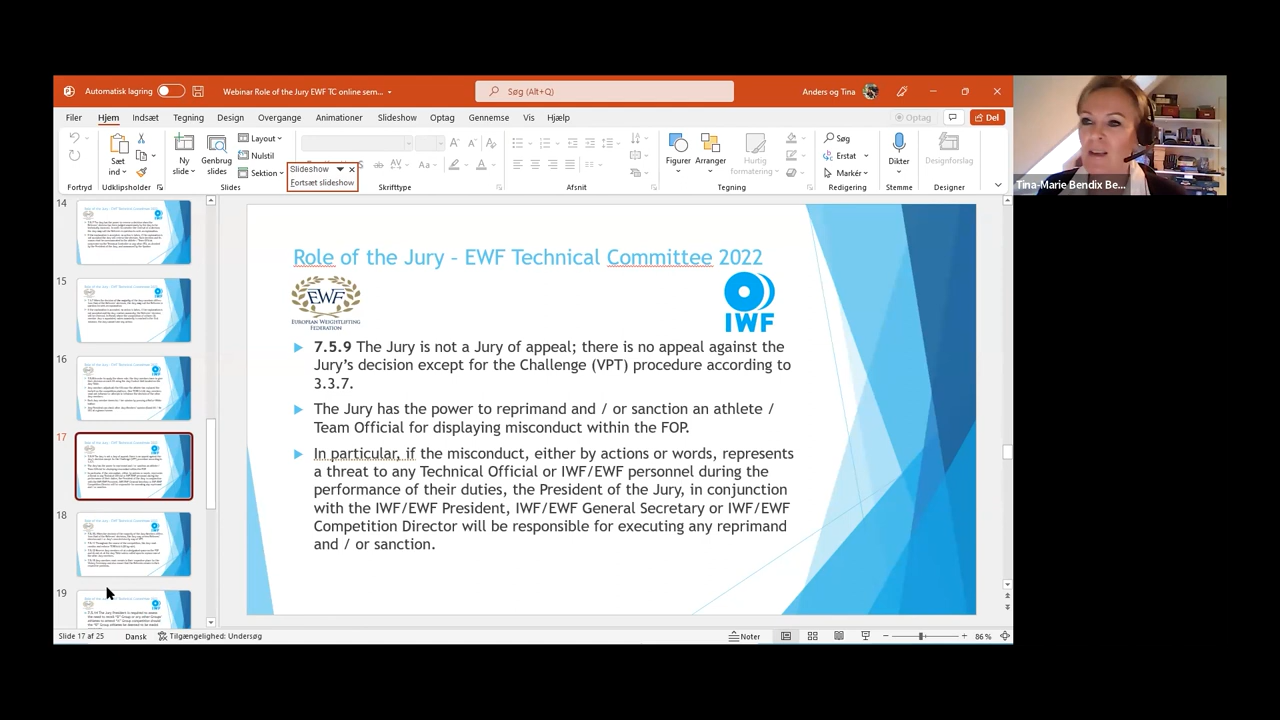 Automatisk lagring
Webinar Role of the Jury EWF TC online sem...
Søg (Alt+Q)
Anders og Tina
Filer
Hjem
Indsæt
Tegning
Design
Overgange
Animationer
Slideshow
Optag
Gennemse
Vis
Hjælp
Optag
Del
Sæt ind
Ny slide
Genbrug slides
Layout
Nulstil
Sektion
Slideshow
Fortsæt slideshow
Figurer
Arranger
Hurtig formatering
Søg
Erstat
Markér
Dikter
Designforslag
Fortryd
Udklipsholder
Slides
Skrifttype
Afsnit
Tegning
Redigering
Stemme
Designer
Tina-Marie Bendix Be...
14
15
16
17
18
19
Role of the Jury – EWF Technical Committee 2022
EWF
EUROPEAN WEIGHTLIFTING
FEDERATION
IWF
7.5.9 The Jury is not a Jury of appeal; there is no appeal against the
Jury's decision except for the Challenge (VPT) procedure according to
3.3.7.
The Jury has the power to reprimand and / or sanction an athlete /
Team Official for displaying misconduct within the FOP.
In particular, if the misconduct, either by actions or words, represents
a threat to any Technical Official or IWF/EWF personnel during the
performance of their duties, the President of the Jury, in conjunction
with the IWF/EWF President, IWF/EWF General Secretary or IWF/EWF
Competition Director will be responsible for executing any reprimand
and / or sanction.
Slide 17 af 25
Dansk
Tilgængelighed: Undersøg
Noter
86 %